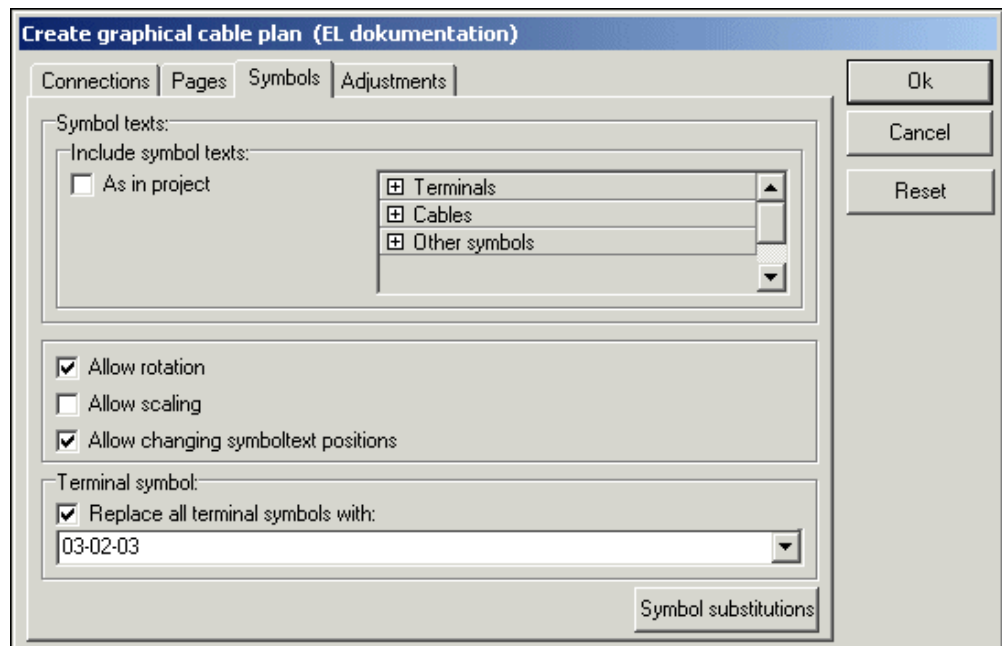 Create graphical cable plan (EL dokumentation)
Connections Pages Symbols Adjustments
Ok
Cancel
Reset
Symbol texts:
Include symbol texts:
As in project
Terminals
Cables
Other symbols
Allow rotation
Allow scaling
Allow changing symboltext positions
Terminal symbol:
Replace all terminal symbols with:
03-02-03
Symbol substitutions